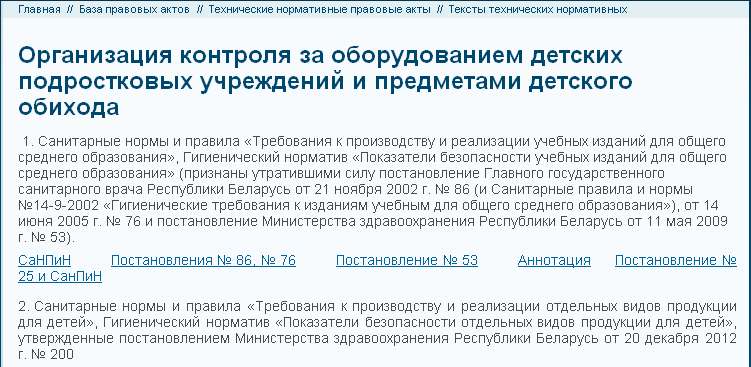 Главная // База правовых актов // Технические нормативные правовые акты // Тексты технических нормативных
Организация контроля за оборудованием детских
подростковых учреждений и предметами детского
обихода
1. Санитарные нормы и правила «Требования к производству и реализации учебных изданий для общего
среднего образования», Гигиенический норматив «Показатели безопасности учебных изданий для общего
среднего образования» (признаны утратившими силу постановление Главного государственного
санитарного врача Республики Беларусь от 21 ноября 2002 г. № 86 (и Санитарные правила и нормы
№14-9-2002 «Гигиенические требования к изданиям учебным для общего среднего образования»), от 14
июня 2005 г. № 76 и постановление Министерства здравоохранения Республики Беларусь от 11 мая 2009
г. № 53).
СаНПиН Постановления № 86, № 76 Постановление № 53 Аннотация Постановление №
25 и СанПиН
2. Санитарные нормы и правила «Требования к производству и реализации отдельных видов продукции
для детей», Гигиенический норматив «Показатели безопасности отдельных видов продукции для детей»,
утвержденные постановлением Министерства здравоохранения Республики Беларусь от 20 декабря 2012
г. № 200